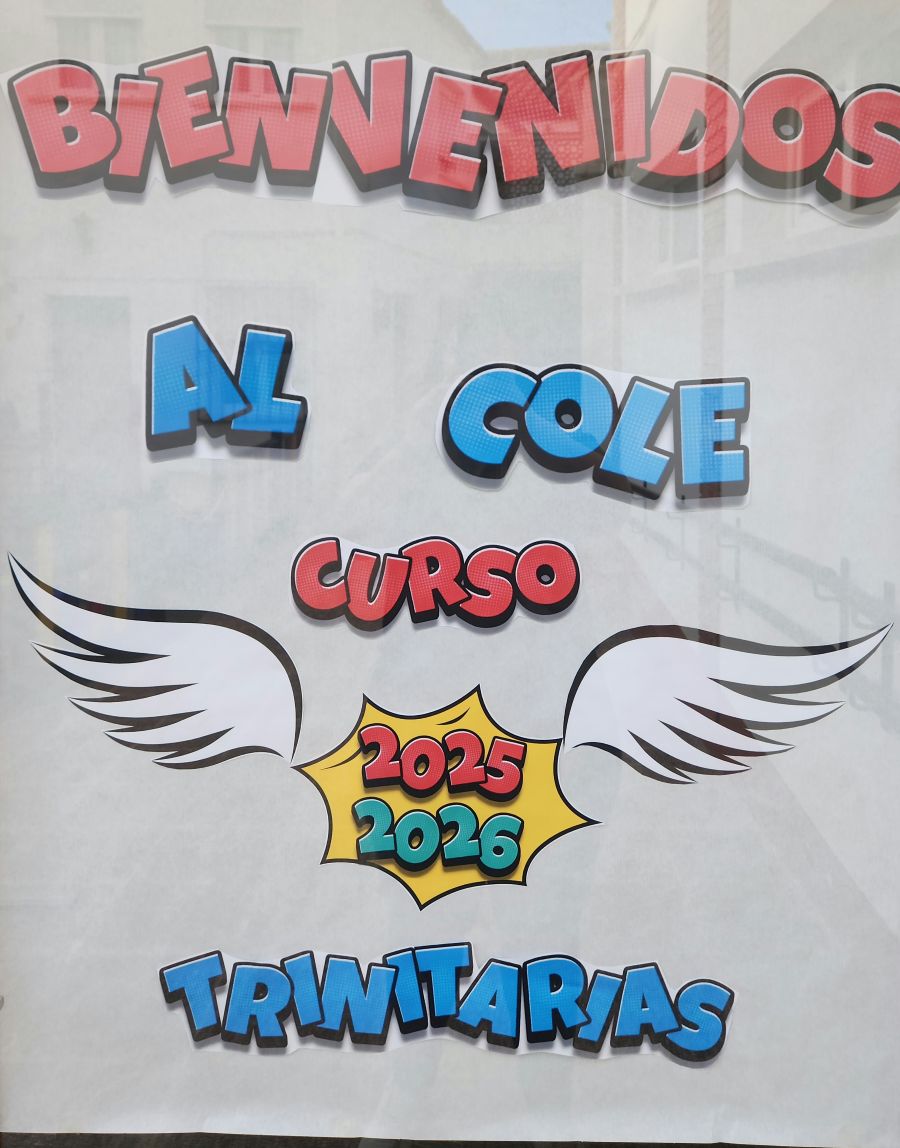 BIENVENIDOS
AL COLE
CURSO
2025
2026
TRINITARIAS